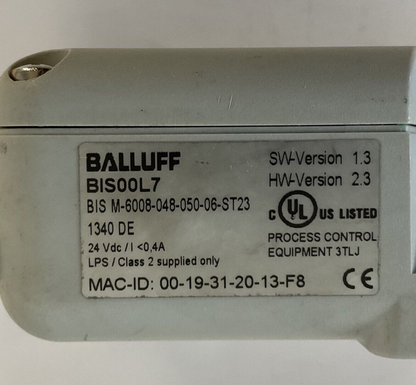 BALLUFF
BIS00L7
BIS M-6008-048-050-06-ST23
1340 DE
24 Vdc / I <0,4A
LPS / Class 2 supplied only
MAC-ID: 00-19-31-20-13-F8
SW-Version 1.3
HW-Version 2.3
C UL US LISTED
PROCESS CONTROL
EQUIPMENT 3TLJ
CE